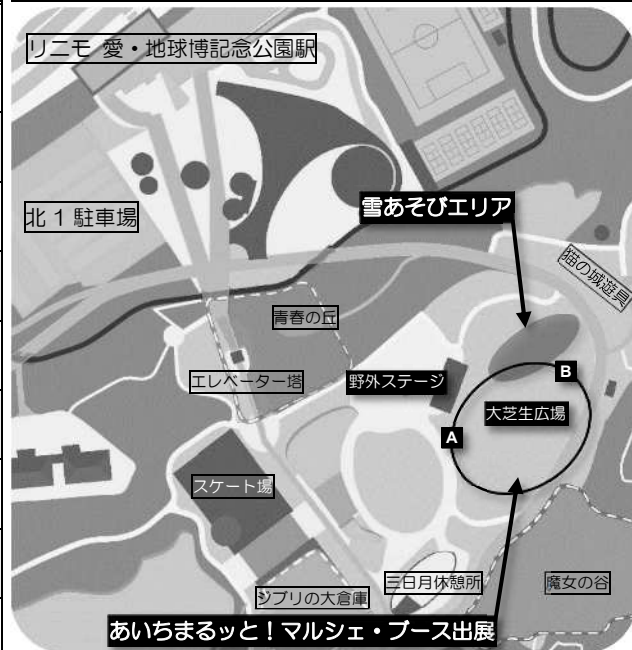 リニモ 愛・地球博記念公園駅
北1駐車場
雪あそびエリア
猫の城遊具
青春の丘
エレベーター塔
野外ステージ
B
大芝生広場
A
スケート場
三日月休憩所
魔女の谷
ジブリの大倉庫
あいちまるッと！マルシェ・ブース出展